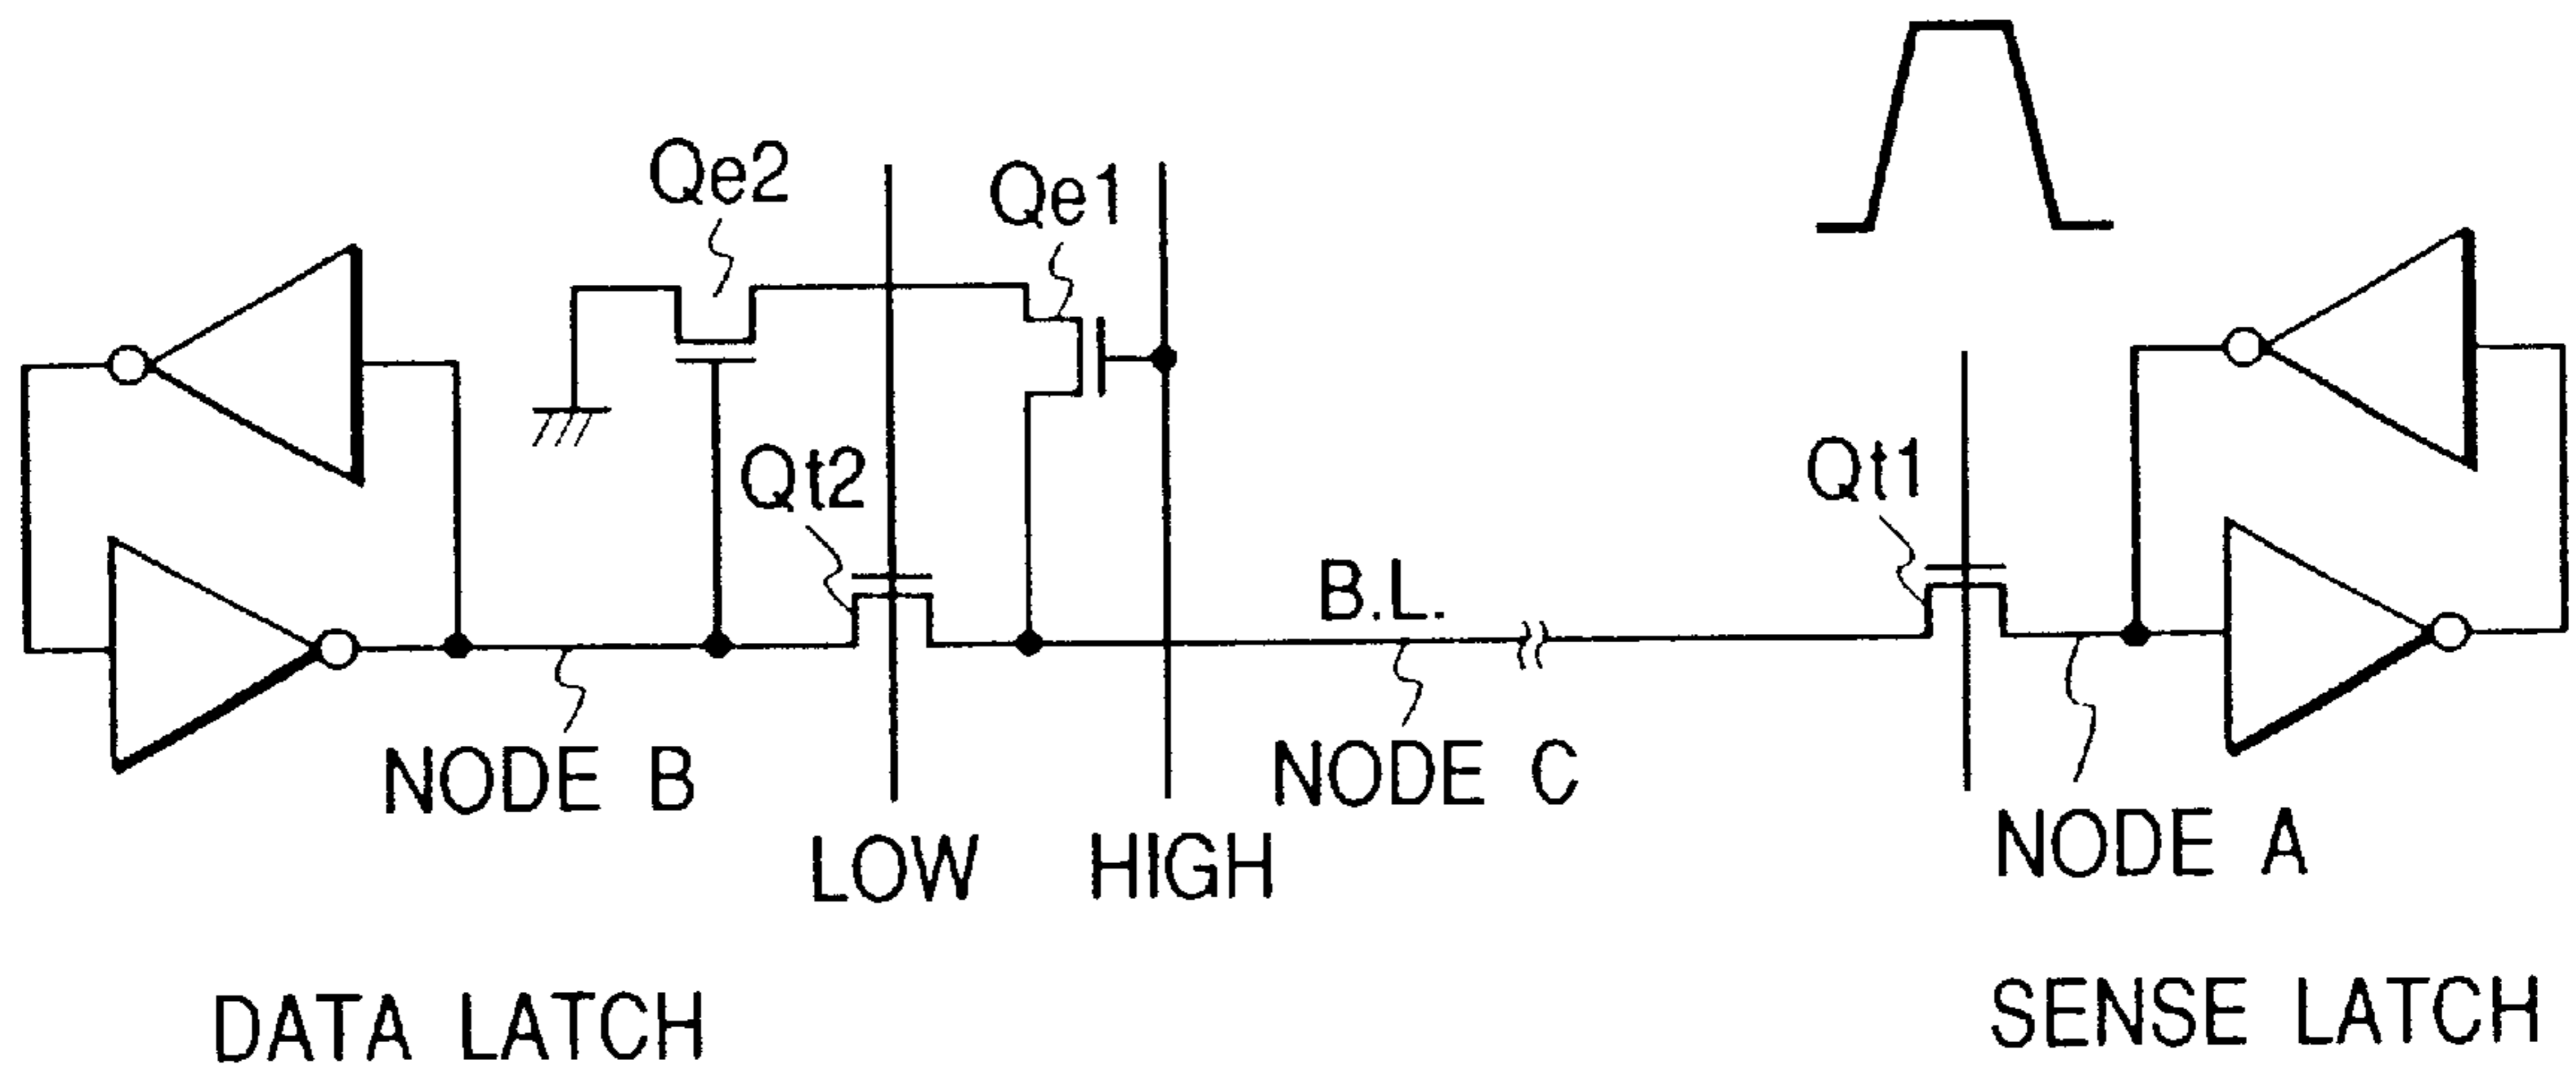 Qe2
Qe1
Qt2
Qt1
B.L.
NODE B
NODE C
LOW
HIGH
NODE A
DATA LATCH
SENSE LATCH